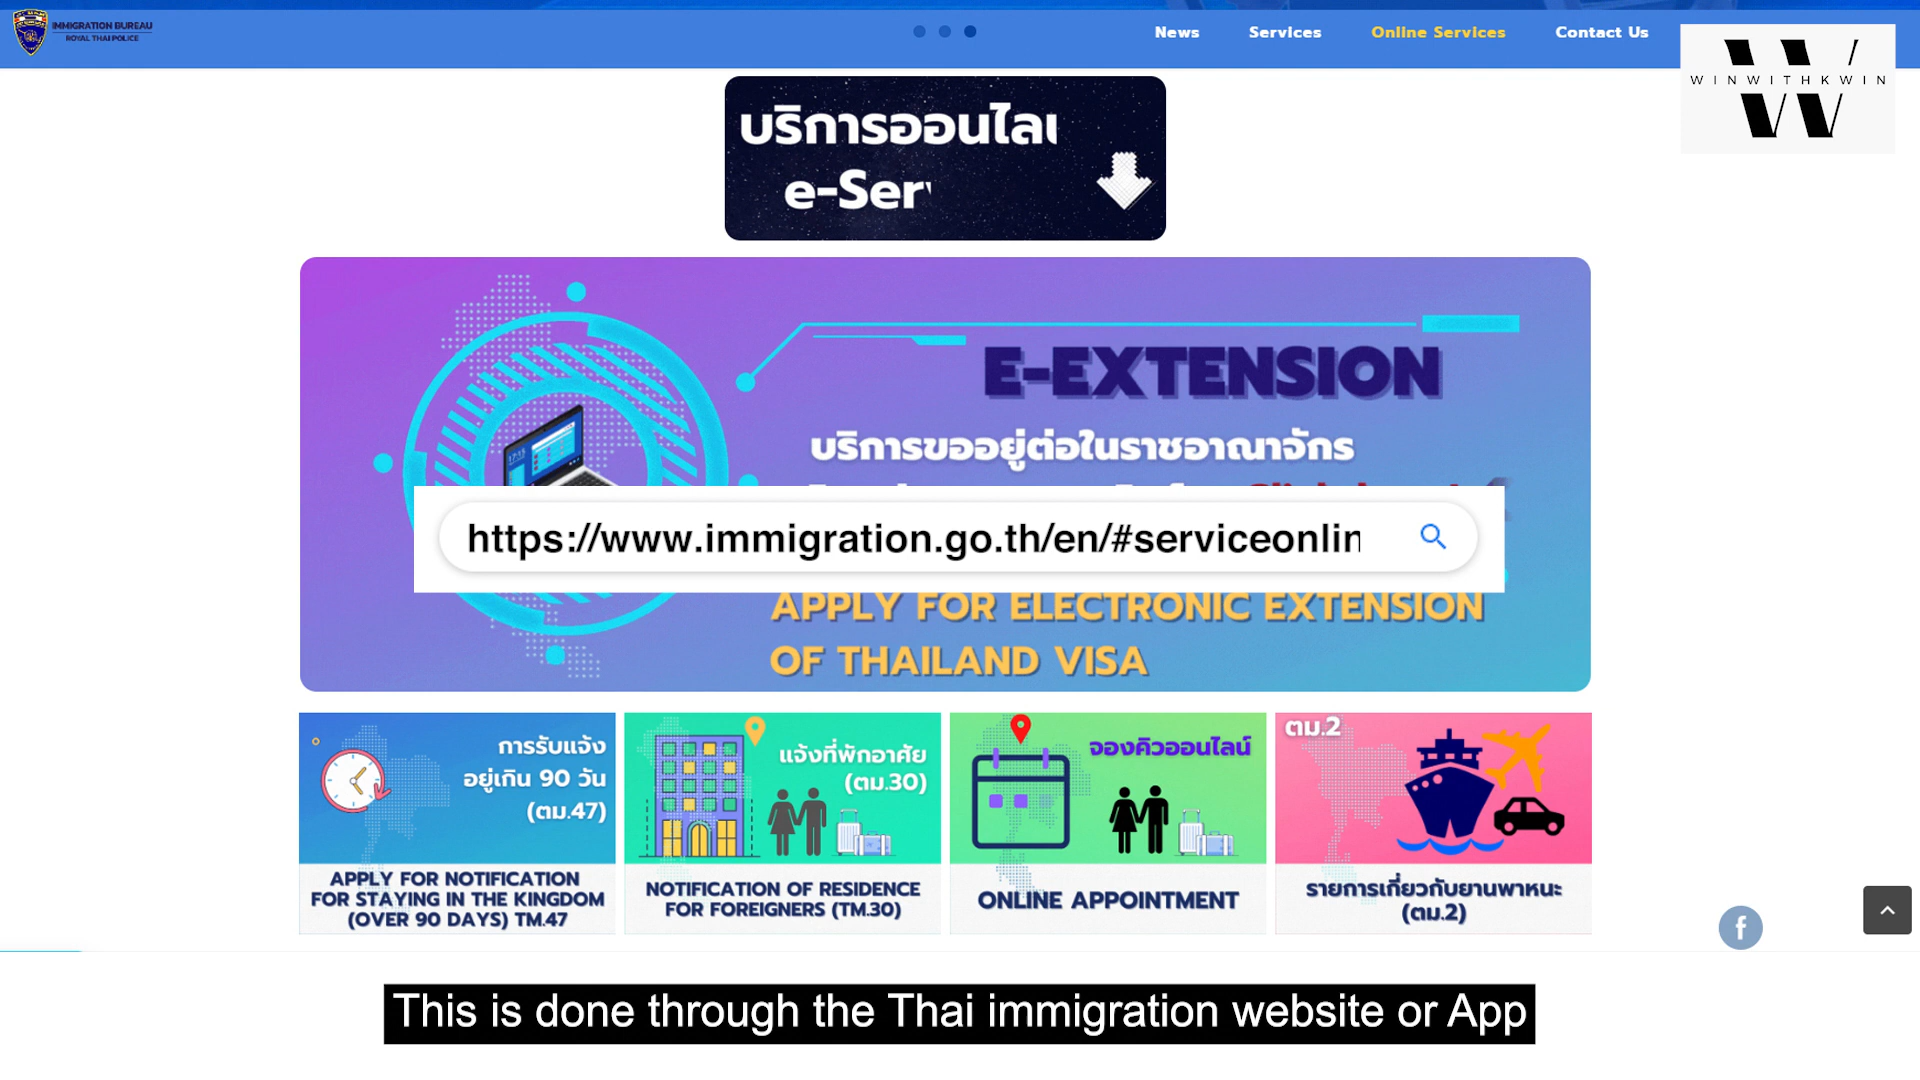 IMMIGRATION BUREAU
ROYAL THAI POLICE
News
Services
Online Services
Contact Us
WINWITHKWIN
บริการออนไล
e-Ser
E-EXTENSION
บริการขออยู่ต่อในราชอาณาจักร
https://www.immigration.go.th/en/#serviceonlin
APPLY FOR ELECTRONIC EXTENSION
OF THAILAND VISA
การรับแจ้ง
อยู่เกิน 90 วัน
(ตม.47)
APPLY FOR NOTIFICATION
FOR STAYING IN THE KINGDOM
(OVER 90 DAYS) TM.47
แจ้งที่พักอาศัย
(ตม.30)
NOTIFICATION OF RESIDENCE
FOR FOREIGNERS (TM.30)
จองคิวออนไลน์
ONLINE APPOINTMENT
ตม.2
รายการเกี่ยวกับยานพาหนะ
(ตม.2)
This is done through the Thai immigration website or App